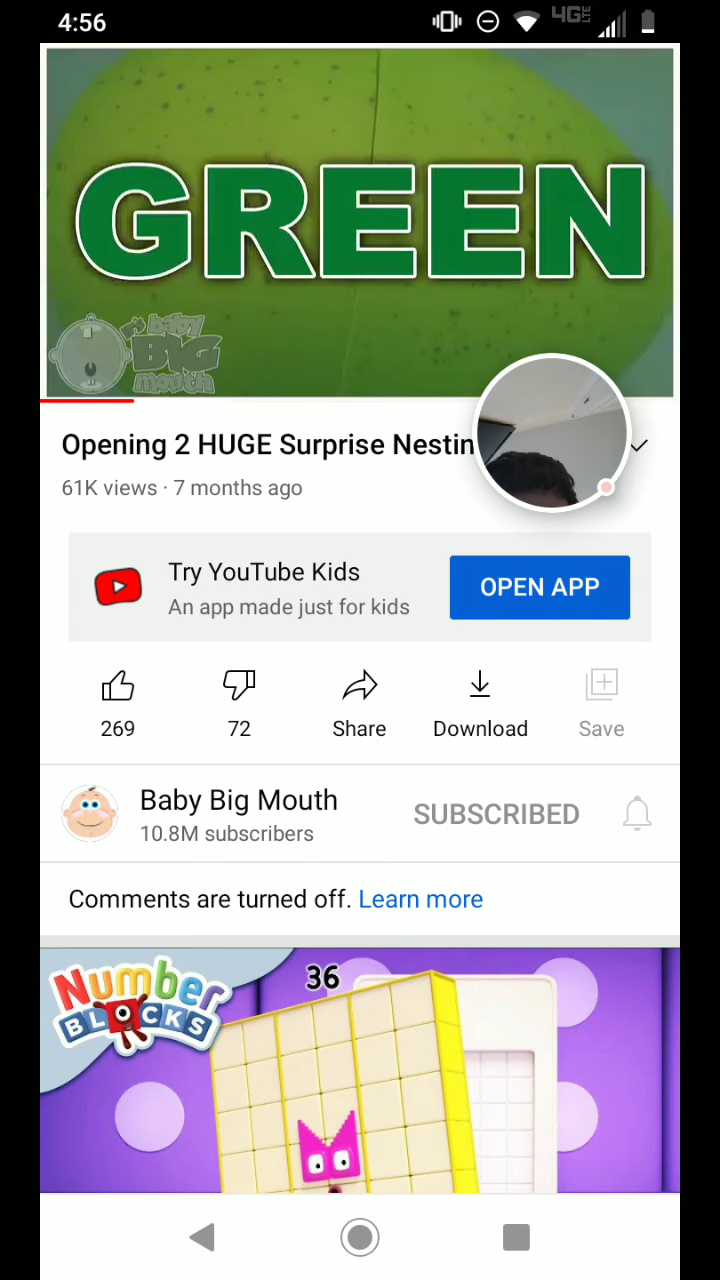 4:56
4G LTE
GREEN
baby
BIG
mouth
Opening 2 HUGE Surprise Nestin
61K views · 7 months ago
Try YouTube Kids
An app made just for kids
OPEN APP
269
72
Share
Download
Save
Baby Big Mouth
10.8M subscribers
SUBSCRIBED
Comments are turned off. Learn more
Number
BLOCKS
36